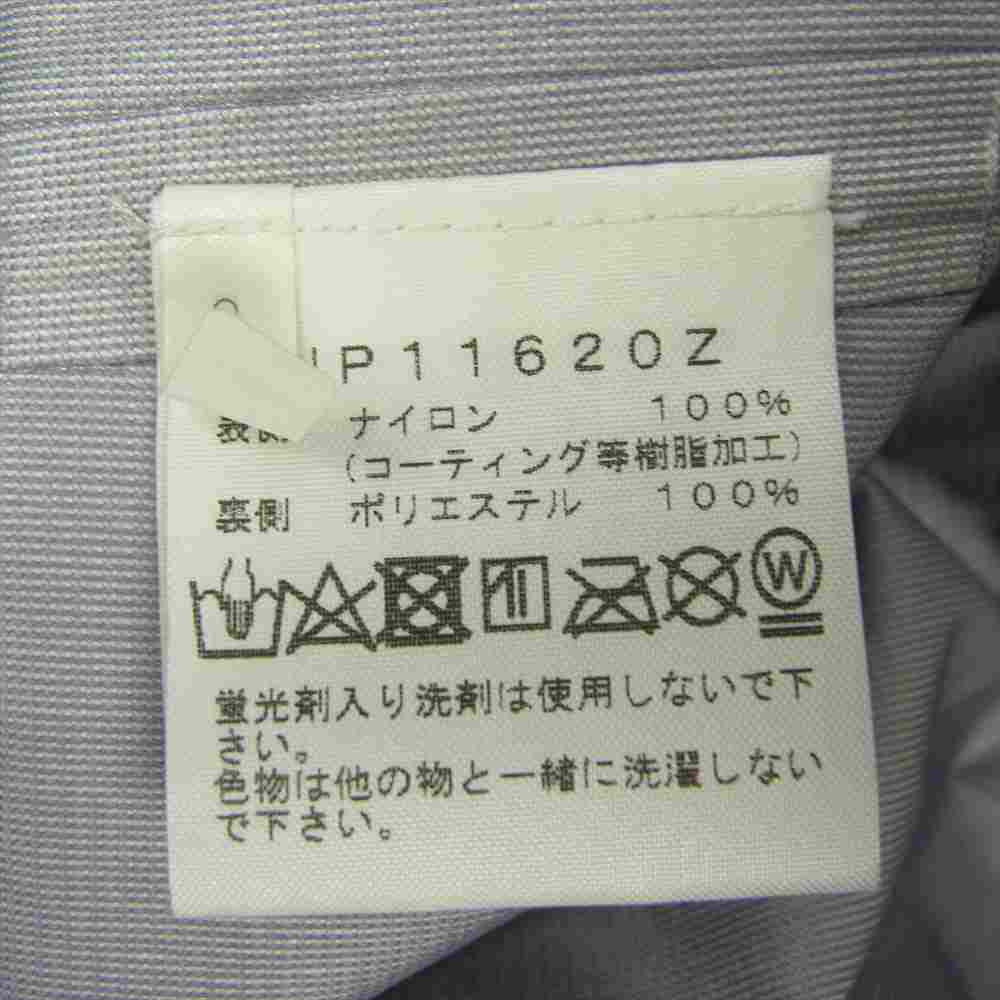 P11620Z
表側 ナイロン 100%
(コーティング等樹脂加工)
裏側 ポリエステル 100%
W
蛍光剤入り洗剤は使用しないで下
さい。
色物は他の物と一緒に洗濯しない
で下さい。